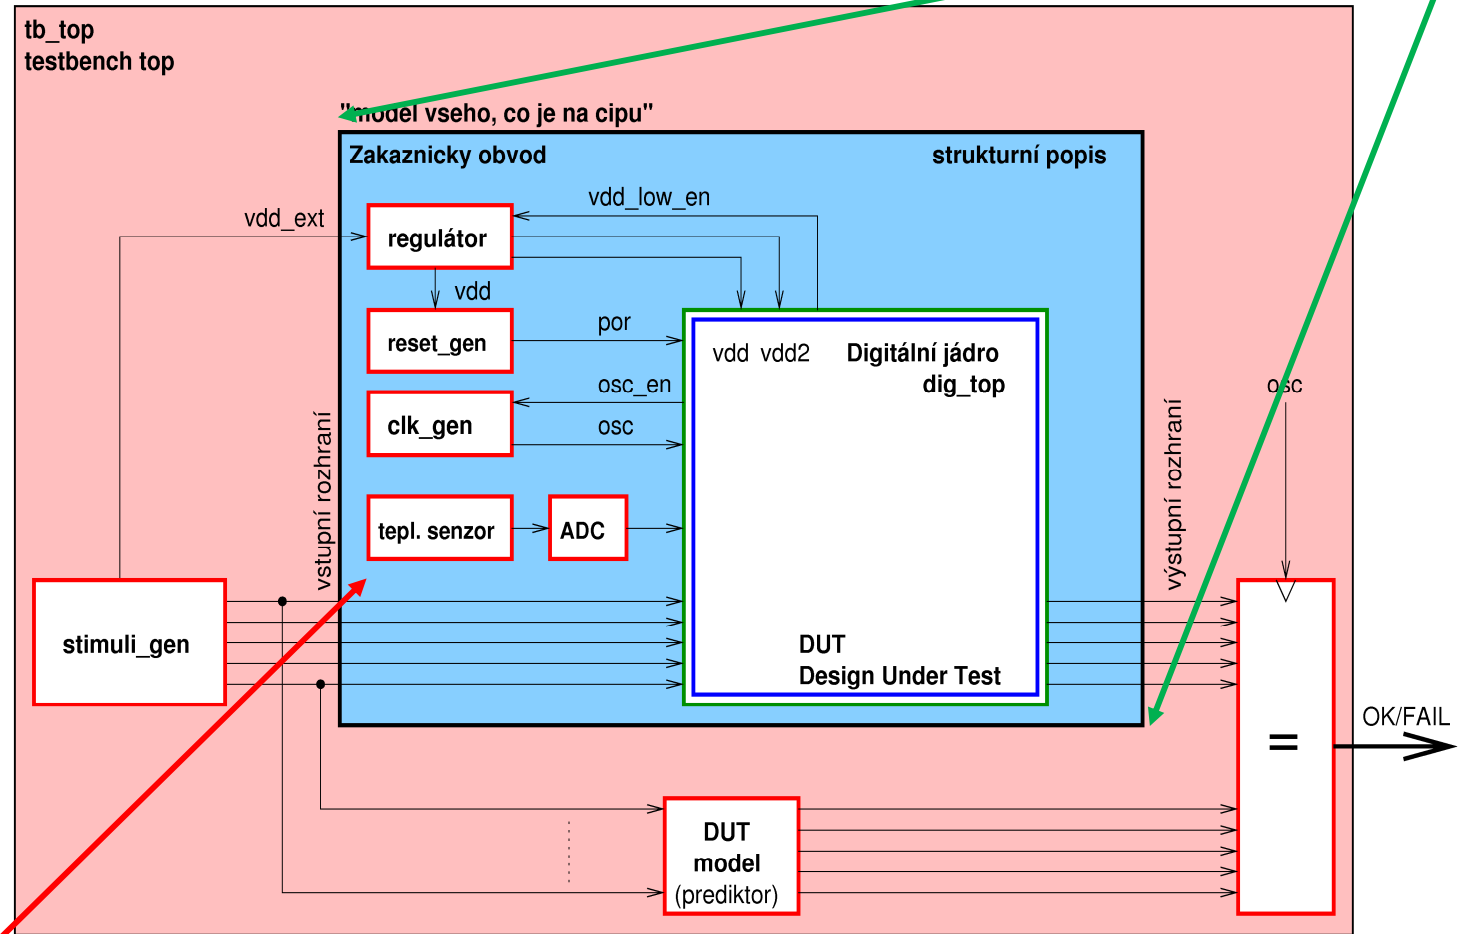 tb_top
testbench top
"model vseho, co je na cipu"
Zakaznicky obvod
strukturní popis
vdd_low_en
vdd_ext
regulátor
vdd
por
reset_gen
vdd vdd2
Digitální jádro
dig_top
osc_en
osc
clk_gen
osc
vstupní rozhraní
výstupní rozhraní
tepl. senzor
ADC
stimuli_gen
DUT
Design Under Test
=
OK/FAIL
DUT
model
(prediktor)